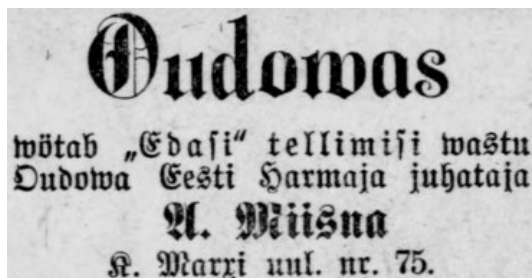 Oudowas
wõtab „Edasi“ tellimisi wastu
Oudowa Eesti Harmaja juhataja
A. Miisna
K. Marxi uul. nr. 75.